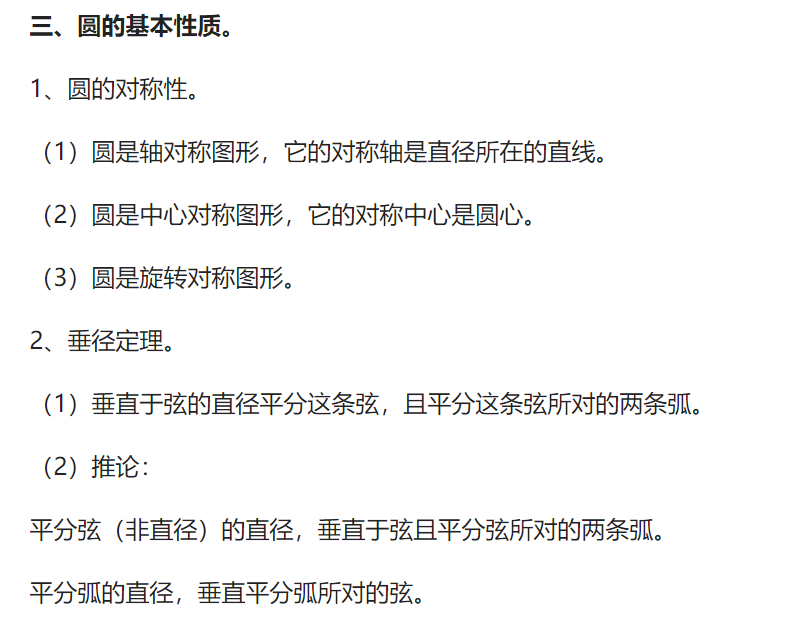 三、圆的基本性质。
1、圆的对称性。
（1）圆是轴对称图形，它的对称轴是直径所在的直线。
（2）圆是中心对称图形，它的对称中心是圆心。
（3）圆是旋转对称图形。
2、垂径定理。
（1）垂直于弦的直径平分这条弦，且平分这条弦所对的两条弧。
（2）推论：
平分弦（非直径）的直径，垂直于弦且平分弦所对的两条弧。
平分弧的直径，垂直平分弧所对的弦。